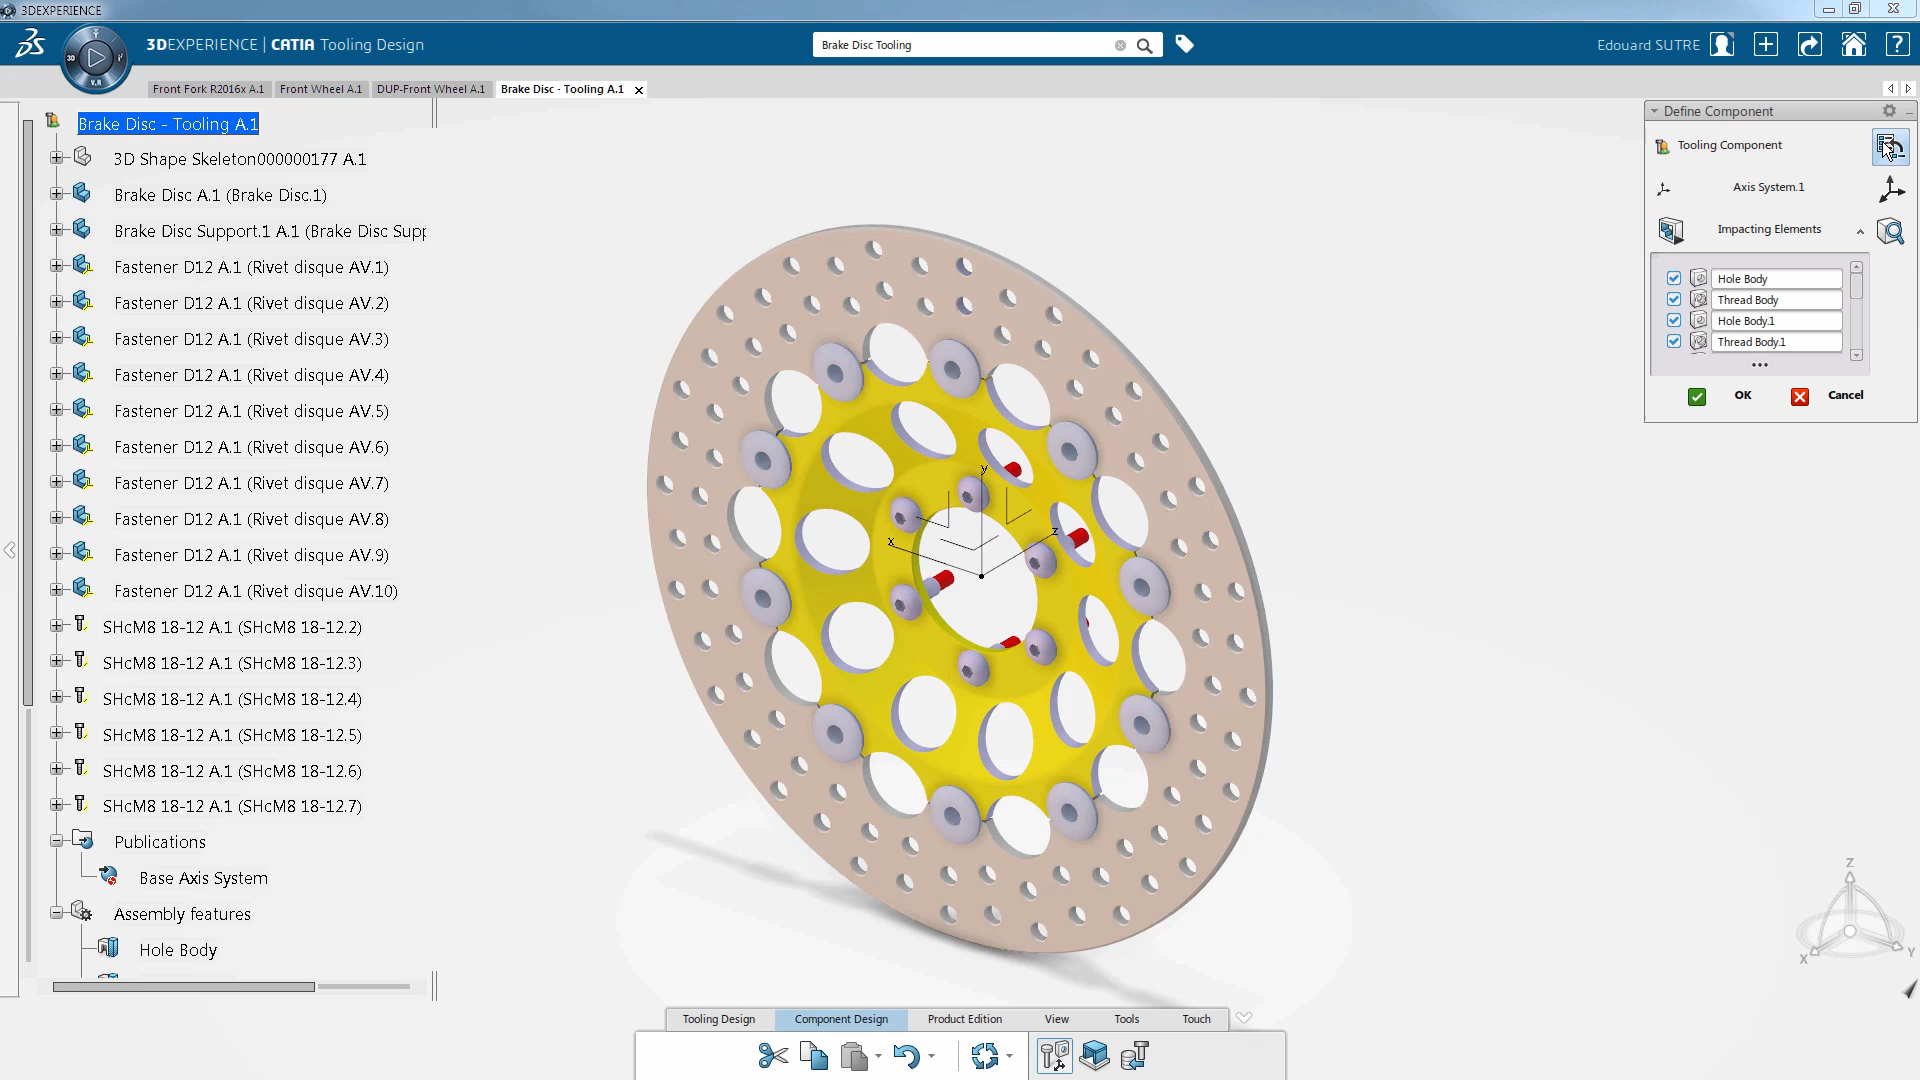 3DEXPERIENCE
3DEXPERIENCE | CATIA Tooling Design
Brake Disc Tooling
Edouard SUTRE
3D
V.R
Front Fork R2016x A.1
Front Wheel A.1
DUP-Front Wheel A.1
Brake Disc - Tooling A.1
Brake Disc - Tooling A.1
3D Shape Skeleton000000177 A.1
Brake Disc A.1 (Brake Disc.1)
Brake Disc Support.1 A.1 (Brake Disc Supp
Fastener D12 A.1 (Rivet disque AV.1)
Fastener D12 A.1 (Rivet disque AV.2)
Fastener D12 A.1 (Rivet disque AV.3)
Fastener D12 A.1 (Rivet disque AV.4)
Fastener D12 A.1 (Rivet disque AV.5)
Fastener D12 A.1 (Rivet disque AV.6)
Fastener D12 A.1 (Rivet disque AV.7)
Fastener D12 A.1 (Rivet disque AV.8)
Fastener D12 A.1 (Rivet disque AV.9)
Fastener D12 A.1 (Rivet disque AV.10)
SHcM8 18-12 A.1 (SHcM8 18-12.2)
SHcM8 18-12 A.1 (SHcM8 18-12.3)
SHcM8 18-12 A.1 (SHcM8 18-12.4)
SHcM8 18-12 A.1 (SHcM8 18-12.5)
SHcM8 18-12 A.1 (SHcM8 18-12.6)
SHcM8 18-12 A.1 (SHcM8 18-12.7)
Publications
Base Axis System
Assembly features
Hole Body
y
z
x
Define Component
Tooling Component
Axis System.1
Impacting Elements
Hole Body
Thread Body
Hole Body.1
Thread Body.1
OK
Cancel
Z
Y
X
Tooling Design
Component Design
Product Edition
View
Tools
Touch